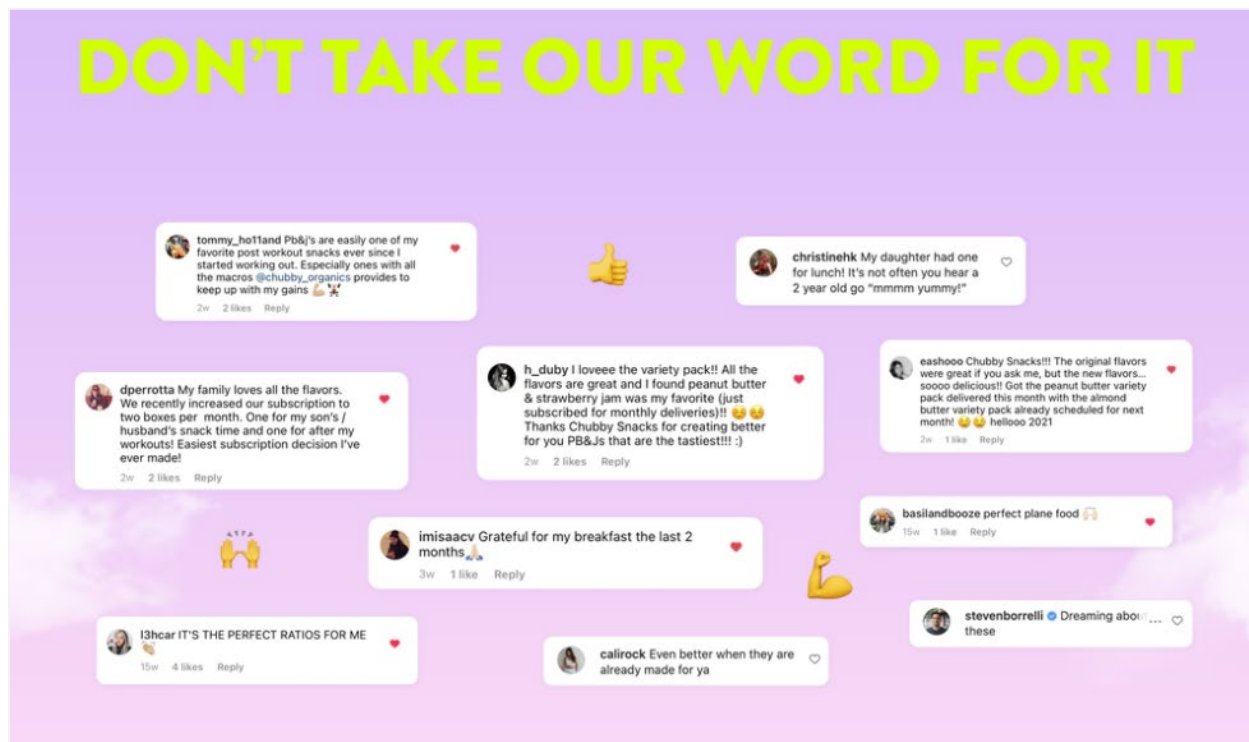 DON'T TAKE OUR WORD FOR IT
tommy_ho11and Pb&j's are easily one of my
favorite post workout snacks ever since I
started working out. Especially ones with all
the macros @chubby_organics provides to
keep up with my gains 💪🏼🏋🏻
2w 2 likes Reply
christinehk My daughter had one
for lunch! It's not often you hear a
2 year old go "mmmm yummy!"
dperrotta My family loves all the flavors.
We recently increased our subscription to
two boxes per month. One for my son's /
husband's snack time and one for after my
workouts! Easiest subscription decision I've
ever made!
2w 2 likes Reply
h_duby I loveee the variety pack!! All the
flavors are great and I found peanut butter
& strawberry jam was my favorite (just
subscribed for monthly deliveries)!! 😋😋
Thanks Chubby Snacks for creating better
for you PB&Js that are the tastiest!!! :)
2w 2 likes Reply
eashooo Chubby Snacks!!! The original flavors
were great if you ask me, but the new flavors...
soooo delicious!! Got the peanut butter variety
pack delivered this month with the almond
butter variety pack already scheduled for next
month! 😋😋 hellooo 2021
2w 1 like Reply
basilandbooze perfect plane food 🙌🏻
15w 1 like Reply
imisaacv Grateful for my breakfast the last 2
months🙏🏻
3w 1 like Reply
stevenborrelli Dreaming about ...
these
l3hcar IT'S THE PERFECT RATIOS FOR ME
👏🏼
15w 4 likes Reply
calirock Even better when they are
already made for ya